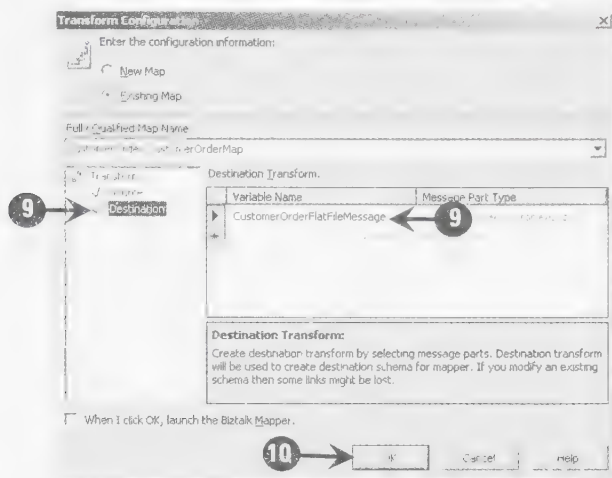 Transform Configuration
Enter the configuration information:
New Map
Existing Map
Fully Qualified Map Name
erOrderMap
Transform
Destination Transform.
Variable Name Message Part Type
9 Destination
CustomerOrderFlatFileMessage 9
Destination Transform:
Create destination transform by selecting message parts. Destination transform
will be used to create destination schema for mapper. If you modify an existing
schema then some links might be lost.
When I click OK, launch the Biztalk Mapper.
10 Cancel Help